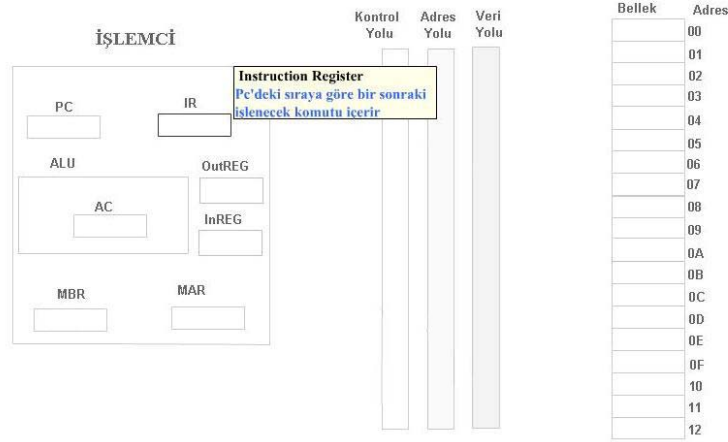 İŞLEMCİ
Kontrol Yolu
Adres Yolu
Veri Yolu
Bellek
Adres
Instruction Register
Pc'deki sıraya göre bir sonraki
işlenecek komutu içerir
PC
IR
ALU
OutREG
AC
InREG
MBR
MAR
00
01
02
03
04
05
06
07
08
09
0A
0B
0C
0D
0E
0F
10
11
12